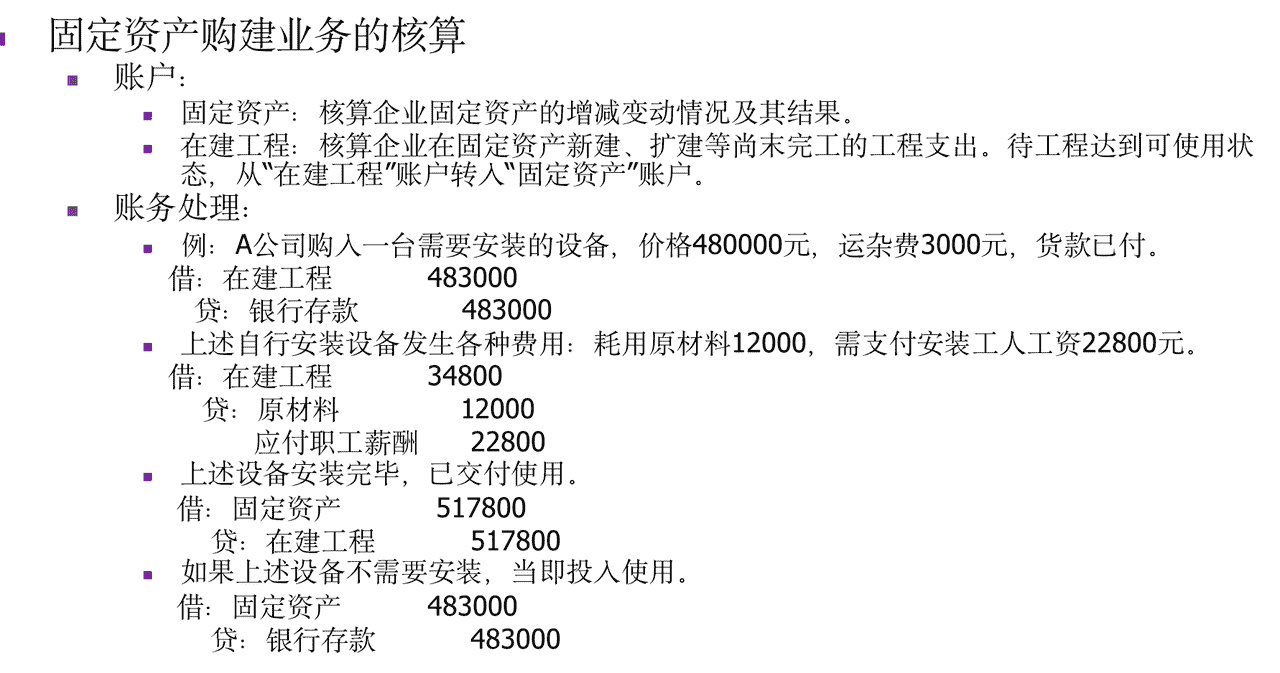 固定资产购建业务的核算
账户：
固定资产：核算企业固定资产的增减变动情况及其结果。
在建工程：核算企业在固定资产新建、扩建等尚末完工的工程支出。待工程达到可使用状
态，从“在建工程”账户转入“固定资产”账户。
账务处理：
例：A公司购入一台需要安装的设备，价格480000元，运杂费3000元，货款已付。
借：在建工程 483000
贷：银行存款 483000
上述自行安装设备发生各种费用：耗用原材料12000，需支付安装工人工资22800元。
借：在建工程 34800
贷：原材料 12000
应付职工薪酬 22800
上述设备安装完毕，已交付使用。
借：固定资产 517800
贷：在建工程 517800
如果上述设备不需要安装，当即投入使用。
借：固定资产 483000
贷：银行存款 483000